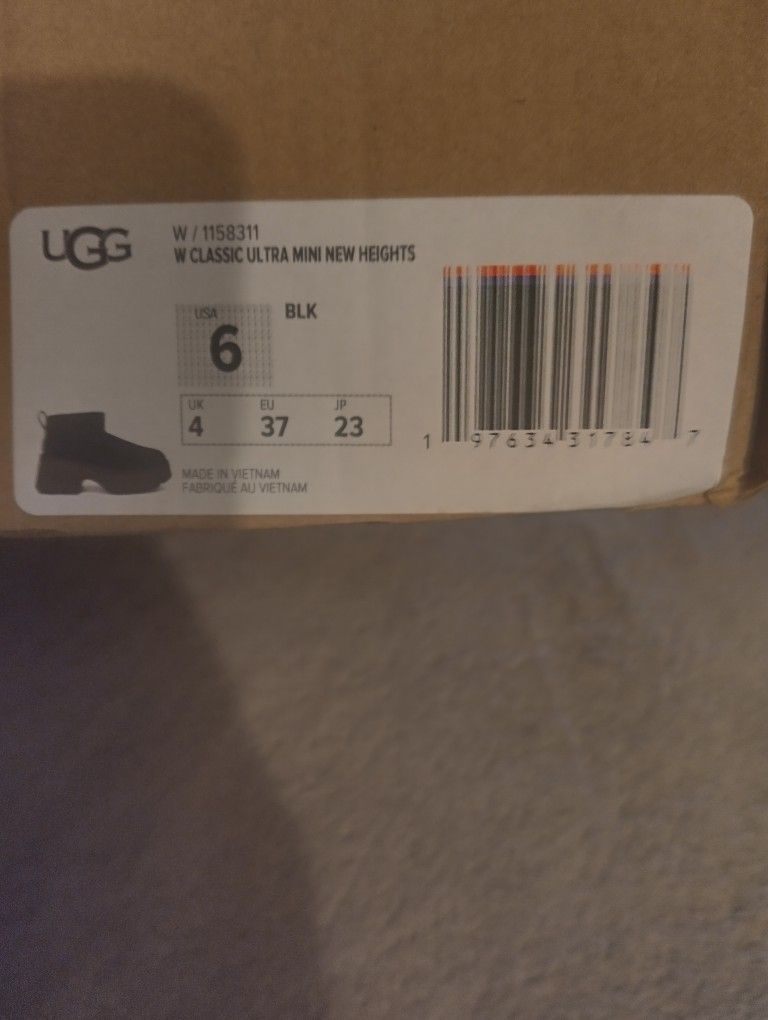 UGG
W / 1158311
W CLASSIC ULTRA MINI NEW HEIGHTS
USA
6
BLK
UK EU JP
4 37 23
MADE IN VIETNAM
FABRIQUÉ AU VIETNAM
1 97634 31784 7